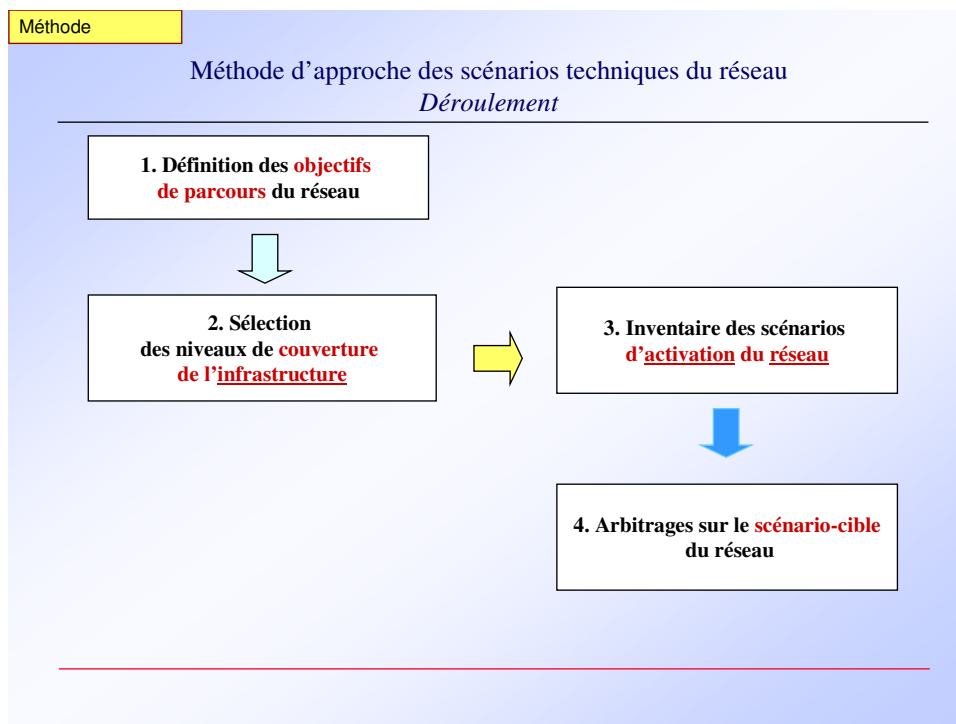 Méthode
Méthode d’approche des scénarios techniques du réseau
Déroulement
1. Définition des objectifs
de parcours du réseau
2. Sélection
des niveaux de couverture
de l’infrastructure
3. Inventaire des scénarios
d’activation du réseau
4. Arbitrages sur le scénario-cible
du réseau